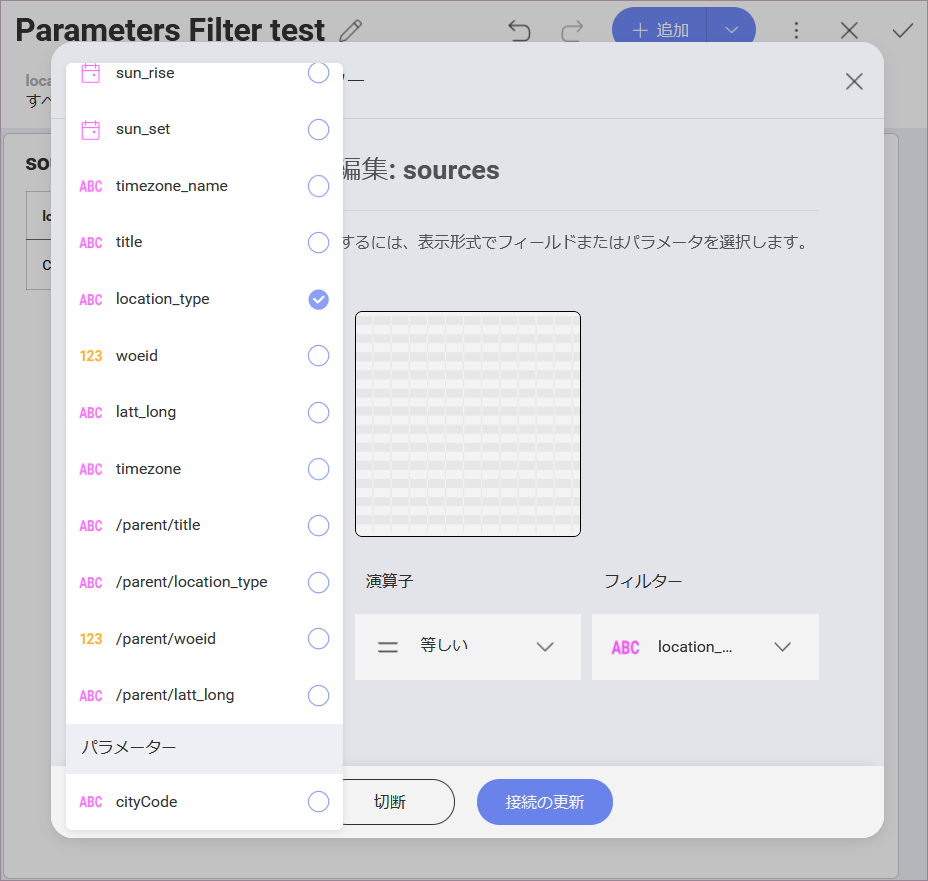 Parameters Filter test
追加
loca
すべ
ー
sou
lo
C
編集: sources
するには、表示形式でフィールドまたはパラメータを選択します。
sun_rise
sun_set
ABC timezone_name
ABC title
ABC location_type
123 woeid
ABC latt_long
ABC timezone
ABC /parent/title
ABC /parent/location_type
123 /parent/woeid
ABC /parent/latt_long
パラメーター
ABC cityCode
演算子
フィルター
等しい
ABC location_...
切断
接続の更新